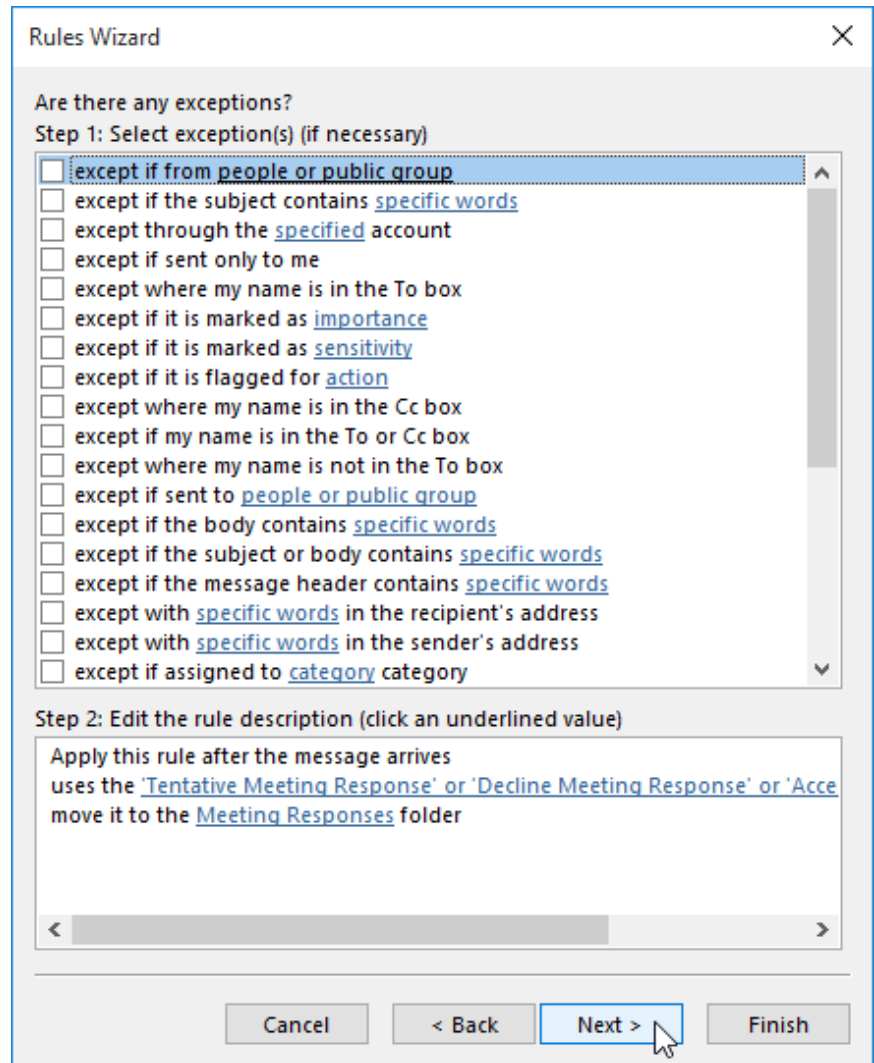 Rules Wizard
Are there any exceptions?
Step 1: Select exception(s) (if necessary)
except if from people or public group
except if the subject contains specific words
except through the specified account
except if sent only to me
except where my name is in the To box
except if it is marked as importance
except if it is marked as sensitivity
except if it is flagged for action
except where my name is in the Cc box
except if my name is in the To or Cc box
except where my name is not in the To box
except if sent to people or public group
except if the body contains specific words
except if the subject or body contains specific words
except if the message header contains specific words
except with specific words in the recipient's address
except with specific words in the sender's address
except if assigned to category category
Step 2: Edit the rule description (click an underlined value)
Apply this rule after the message arrives
uses the 'Tentative Meeting Response' or 'Decline Meeting Response' or 'Acce
move it to the Meeting Responses folder
Cancel < Back Next > Finish